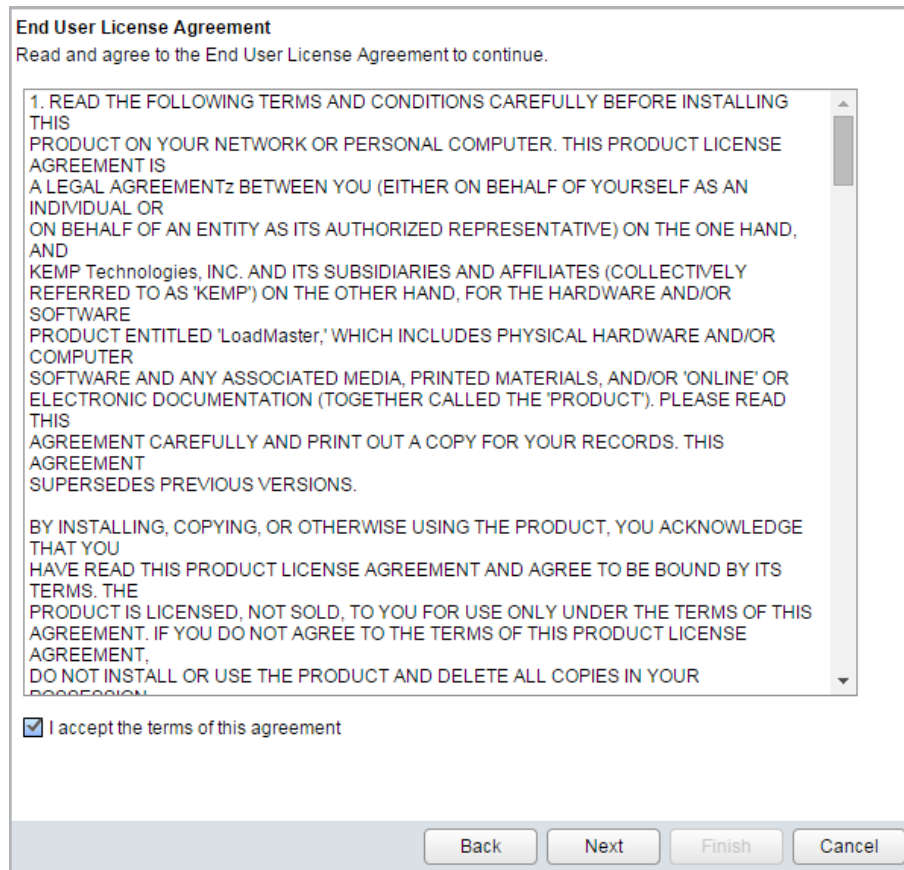 End User License Agreement
Read and agree to the End User License Agreement to continue.
1. READ THE FOLLOWING TERMS AND CONDITIONS CAREFULLY BEFORE INSTALLING
THIS
PRODUCT ON YOUR NETWORK OR PERSONAL COMPUTER. THIS PRODUCT LICENSE
AGREEMENT IS
A LEGAL AGREEMENTz BETWEEN YOU (EITHER ON BEHALF OF YOURSELF AS AN
INDIVIDUAL OR
ON BEHALF OF AN ENTITY AS ITS AUTHORIZED REPRESENTATIVE) ON THE ONE HAND,
AND
KEMP Technologies, INC. AND ITS SUBSIDIARIES AND AFFILIATES (COLLECTIVELY
REFERRED TO AS 'KEMP') ON THE OTHER HAND, FOR THE HARDWARE AND/OR
SOFTWARE
PRODUCT ENTITLED 'LoadMaster,' WHICH INCLUDES PHYSICAL HARDWARE AND/OR
COMPUTER
SOFTWARE AND ANY ASSOCIATED MEDIA, PRINTED MATERIALS, AND/OR 'ONLINE' OR
ELECTRONIC DOCUMENTATION (TOGETHER CALLED THE 'PRODUCT'). PLEASE READ
THIS
AGREEMENT CAREFULLY AND PRINT OUT A COPY FOR YOUR RECORDS. THIS
AGREEMENT
SUPERSEDES PREVIOUS VERSIONS.
BY INSTALLING, COPYING, OR OTHERWISE USING THE PRODUCT, YOU ACKNOWLEDGE
THAT YOU
HAVE READ THIS PRODUCT LICENSE AGREEMENT AND AGREE TO BE BOUND BY ITS
TERMS. THE
PRODUCT IS LICENSED, NOT SOLD, TO YOU FOR USE ONLY UNDER THE TERMS OF THIS
AGREEMENT. IF YOU DO NOT AGREE TO THE TERMS OF THIS PRODUCT LICENSE
AGREEMENT,
DO NOT INSTALL OR USE THE PRODUCT AND DELETE ALL COPIES IN YOUR
I accept the terms of this agreement
Back Next Finish Cancel